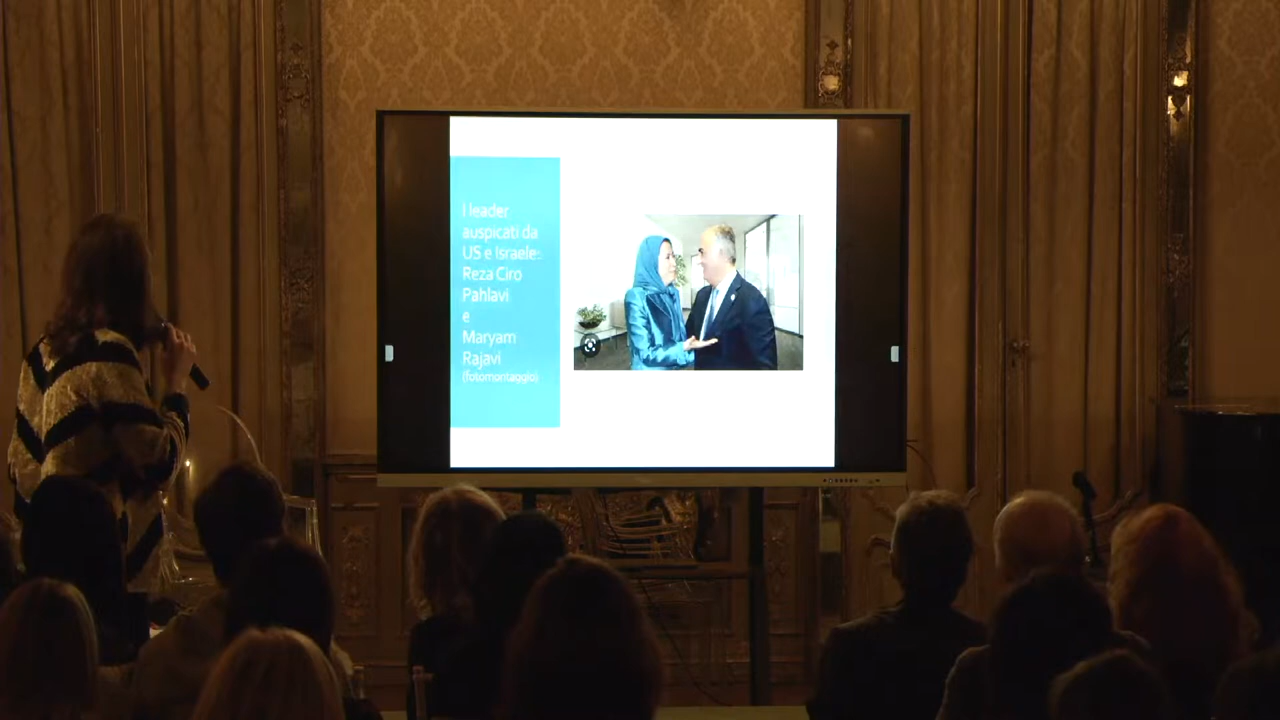 I leader
auspicati da
US e Israele:
Reza Ciro
Pahlavi
e
Maryam
Rajavi
(fotomontaggio)